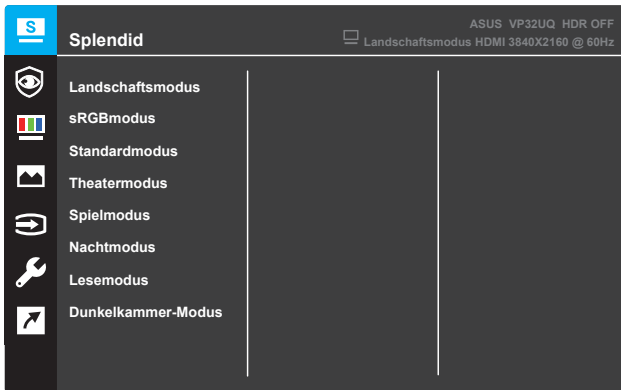 S
Splendid
ASUS VP32UQ HDR OFF
Landschaftsmodus HDMI 3840X2160 @ 60Hz
Landschaftsmodus
sRGBmodus
Standardmodus
Theatermodus
Spielmodus
Nachtmodus
Lesemodus
Dunkelkammer-Modus